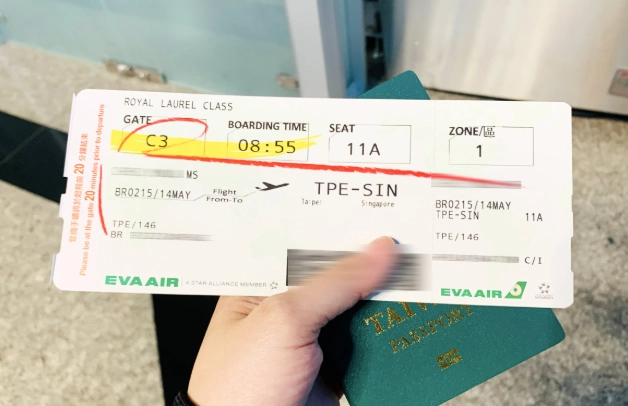 ROYAL LAUREL CLASS
GATE BOARDING TIME SEAT ZONE/區
C3 08:55 11A 1
MS
BR0215/14MAY Flight From-To TPE-SIN
Taipei Singapore
TPE/146
BR
EVA AIR A STAR ALLIANCE MEMBER
BR0215/14MAY
TPE-SIN 11A
TPE/146
C/I
EVA AIR
Please be at the gate 20 minutes prior to departure
TAIWAN
PASSPORT